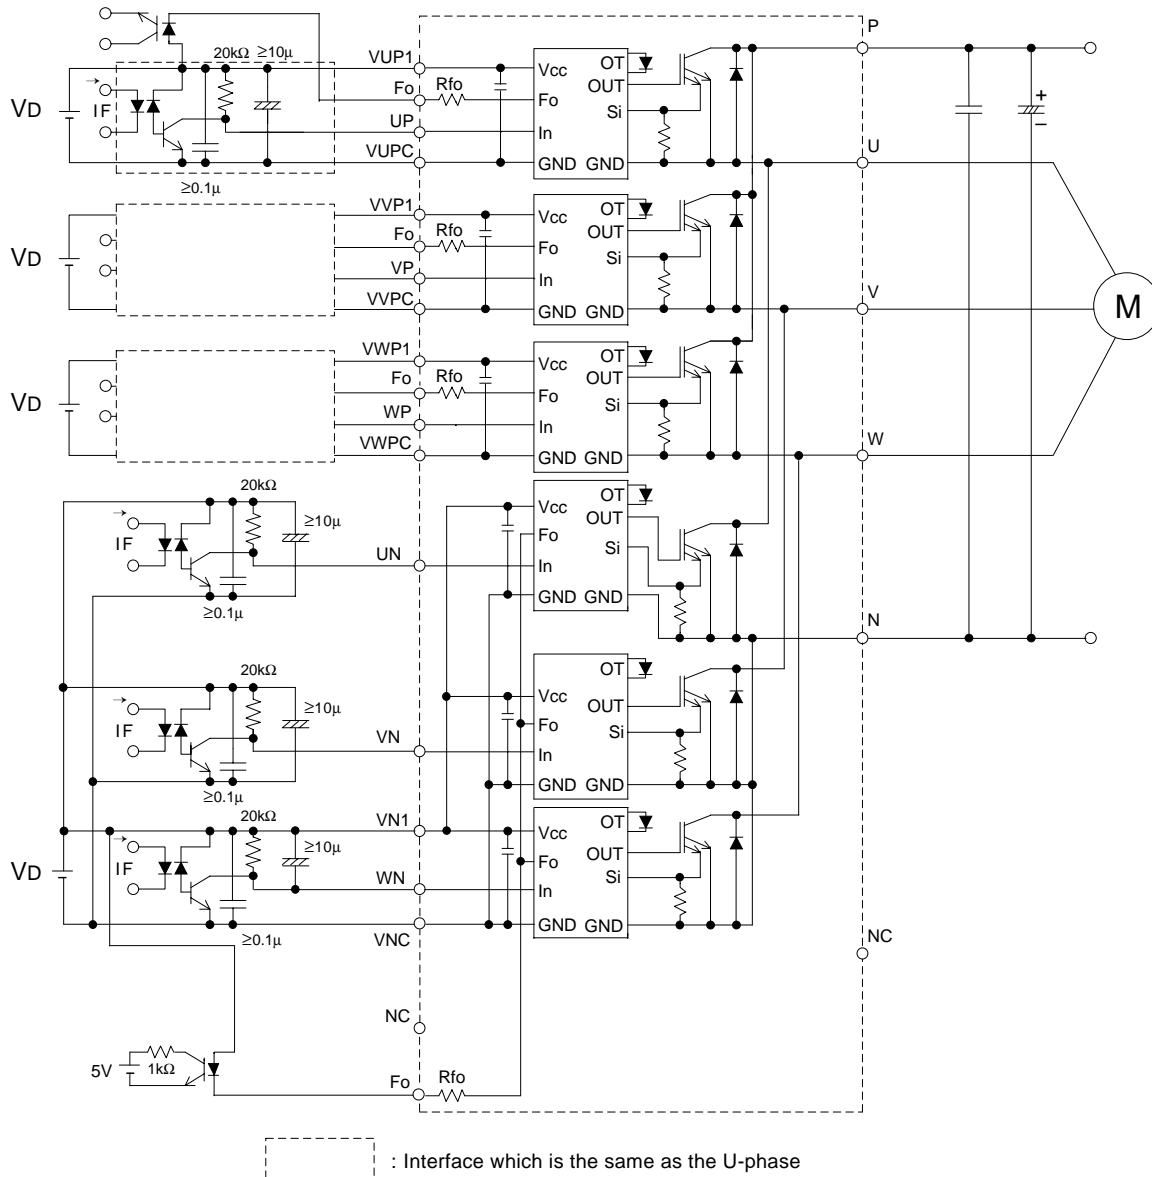 P
20kΩ ≥10μ
VUP1
Vcc
OT
OUT
Fo
Rfo
Fo
Si
+
VD
IF
UP
In
−
U
VUPC
GND GND
≥0.1μ
VVP1
Vcc
OT
OUT
Fo
Rfo
Fo
Si
VD
VP
In
V
VVPC
GND GND
M
VWP1
Vcc
OT
OUT
Fo
Rfo
Fo
Si
VD
WP
In
W
VWPC
GND GND
20kΩ
≥10μ
Vcc
OT
OUT
Fo
IF
UN
Si
In
≥0.1μ
GND GND
N
20kΩ
OT
Vcc
≥10μ
OUT
IF
Fo
VN
Si
In
≥0.1μ
GND GND
20kΩ
VN1
OT
Vcc
≥10μ
OUT
IF
Fo
VD
WN
Si
In
GND GND
≥0.1μ
VNC
NC
NC
5V
1kΩ
Fo
Rfo
: Interface which is the same as the U-phase